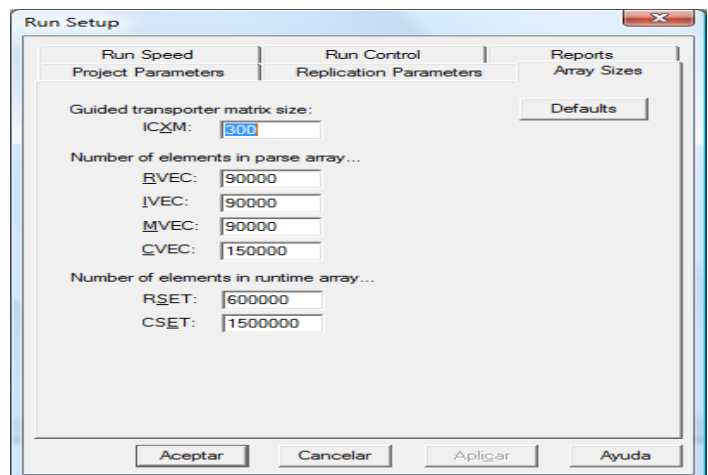 Run Setup
Run Speed Run Control Reports
Project Parameters Replication Parameters Array Sizes
Guided transporter matrix size: Defaults
ICXM: 300
Number of elements in parse array...
RVEC: 90000
IVEC: 90000
MVEC: 90000
CVEC: 150000
Number of elements in runtime array...
RSET: 600000
CSET: 1500000
Aceptar Cancelar Aplicar Ayuda